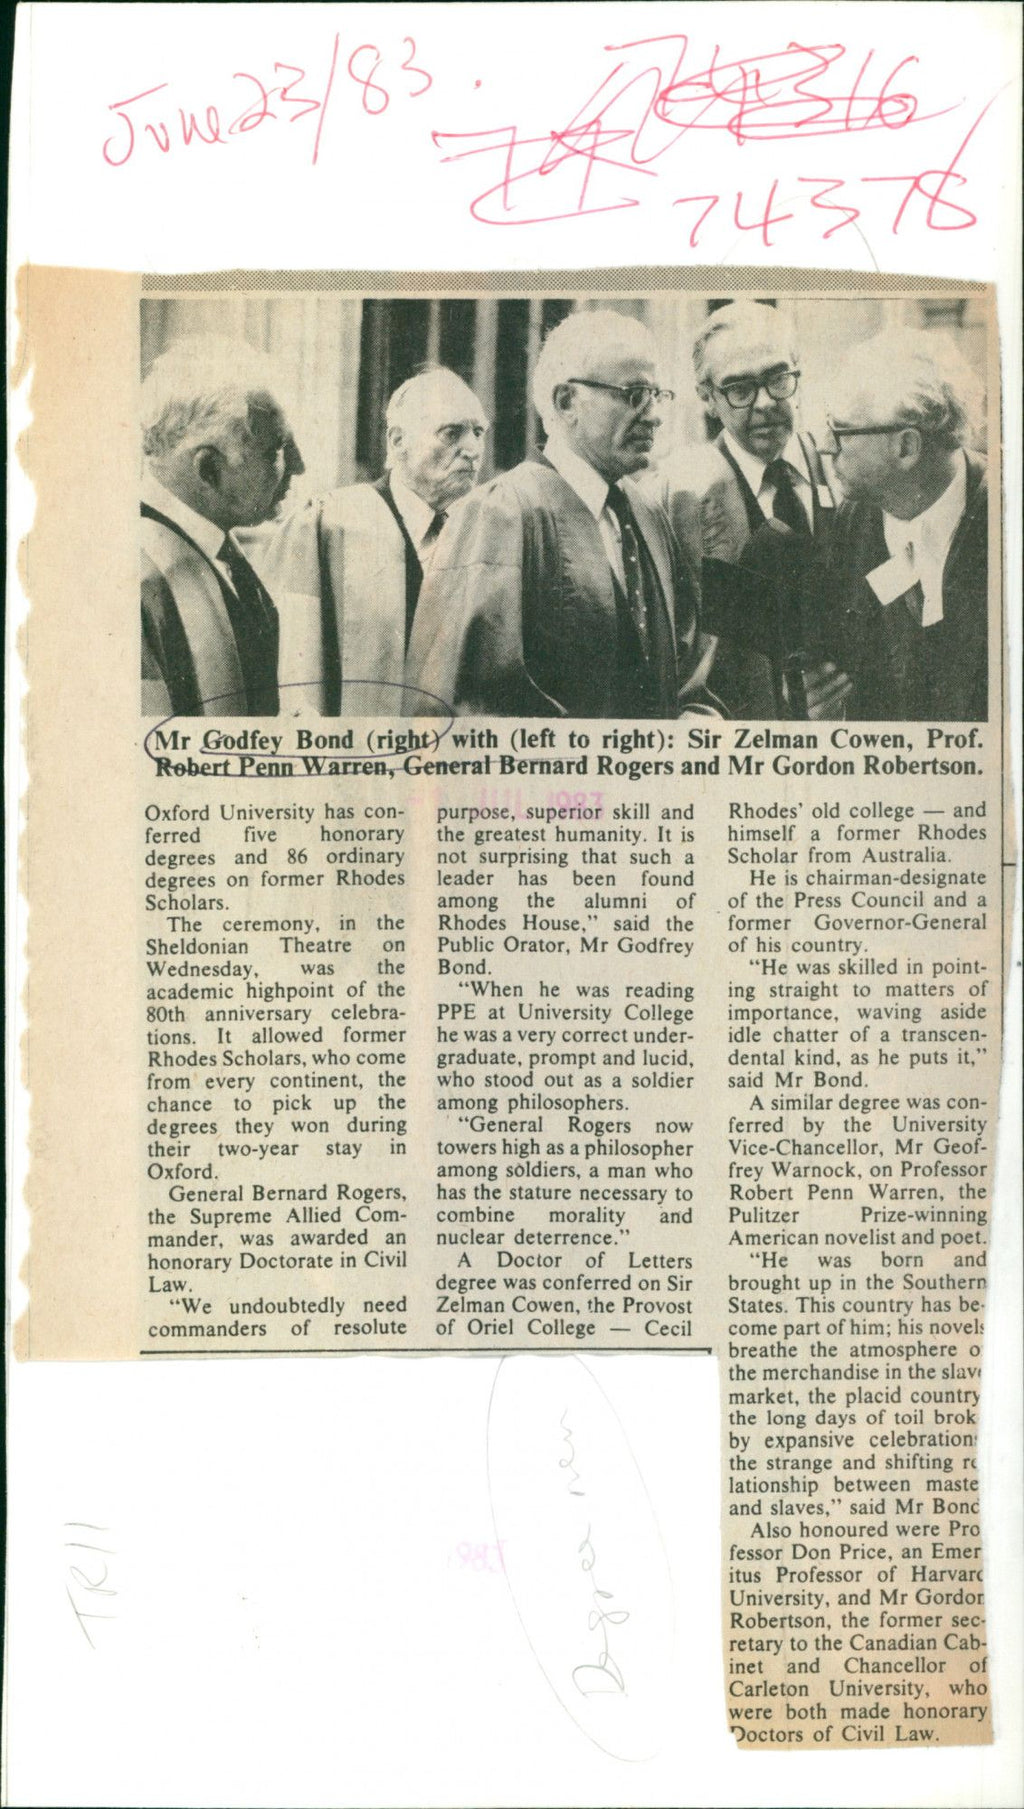 June 23/83.
316
74378
Mr Godfey Bond (right) with (left to right): Sir Zelman Cowen, Prof.
Robert Penn Warren, General Bernard Rogers and Mr Gordon Robertson.
JUL 1983
Oxford University has con-
ferred five honorary
degrees and 86 ordinary
degrees on former Rhodes
Scholars.
The ceremony, in the
Sheldonian Theatre on
Wednesday, was the
academic highpoint of the
80th anniversary celebra-
tions. It allowed former
Rhodes Scholars, who come
from every continent, the
chance to pick up the
degrees they won during
their two-year stay in
Oxford.
General Bernard Rogers,
the Supreme Allied Com-
mander, was awarded an
honorary Doctorate in Civil
Law.
"We undoubtedly need
commanders of resolute
purpose, superior skill and
the greatest humanity. It is
not surprising that such a
leader has been found
among the alumni of
Rhodes House," said the
Public Orator, Mr Godfrey
Bond.
"When he was reading
PPE at University College
he was a very correct under-
graduate, prompt and lucid,
who stood out as a soldier
among philosophers.
"General Rogers now
towers high as a philosopher
among soldiers, a man who
has the stature necessary to
combine morality and
nuclear deterrence."
A Doctor of Letters
degree was conferred on Sir
Zelman Cowen, the Provost
of Oriel College — Cecil
Rhodes' old college — and
himself a former Rhodes
Scholar from Australia.
He is chairman-designate
of the Press Council and a
former Governor-General
of his country.
"He was skilled in point-
ing straight to matters of
importance, waving aside
idle chatter of a transcen-
dental kind, as he puts it,"
said Mr Bond.
A similar degree was con-
ferred by the University
Vice-Chancellor, Mr Geof-
frey Warnock, on Professor
Robert Penn Warren, the
Pulitzer Prize-winning
American novelist and poet.
"He was born and
brought up in the Southern
States. This country has be-
come part of him; his novels
breathe the atmosphere o
the merchandise in the slave
market, the placid country
the long days of toil brok
by expansive celebration
the strange and shifting re
lationship between maste
and slaves," said Mr Bond
Also honoured were Pro
fessor Don Price, an Emer
itus Professor of Harvard
University, and Mr Gordon
Robertson, the former sec-
retary to the Canadian Cab-
inet and Chancellor of
Carleton University, who
were both made honorary
Doctors of Civil Law.
TR11
983